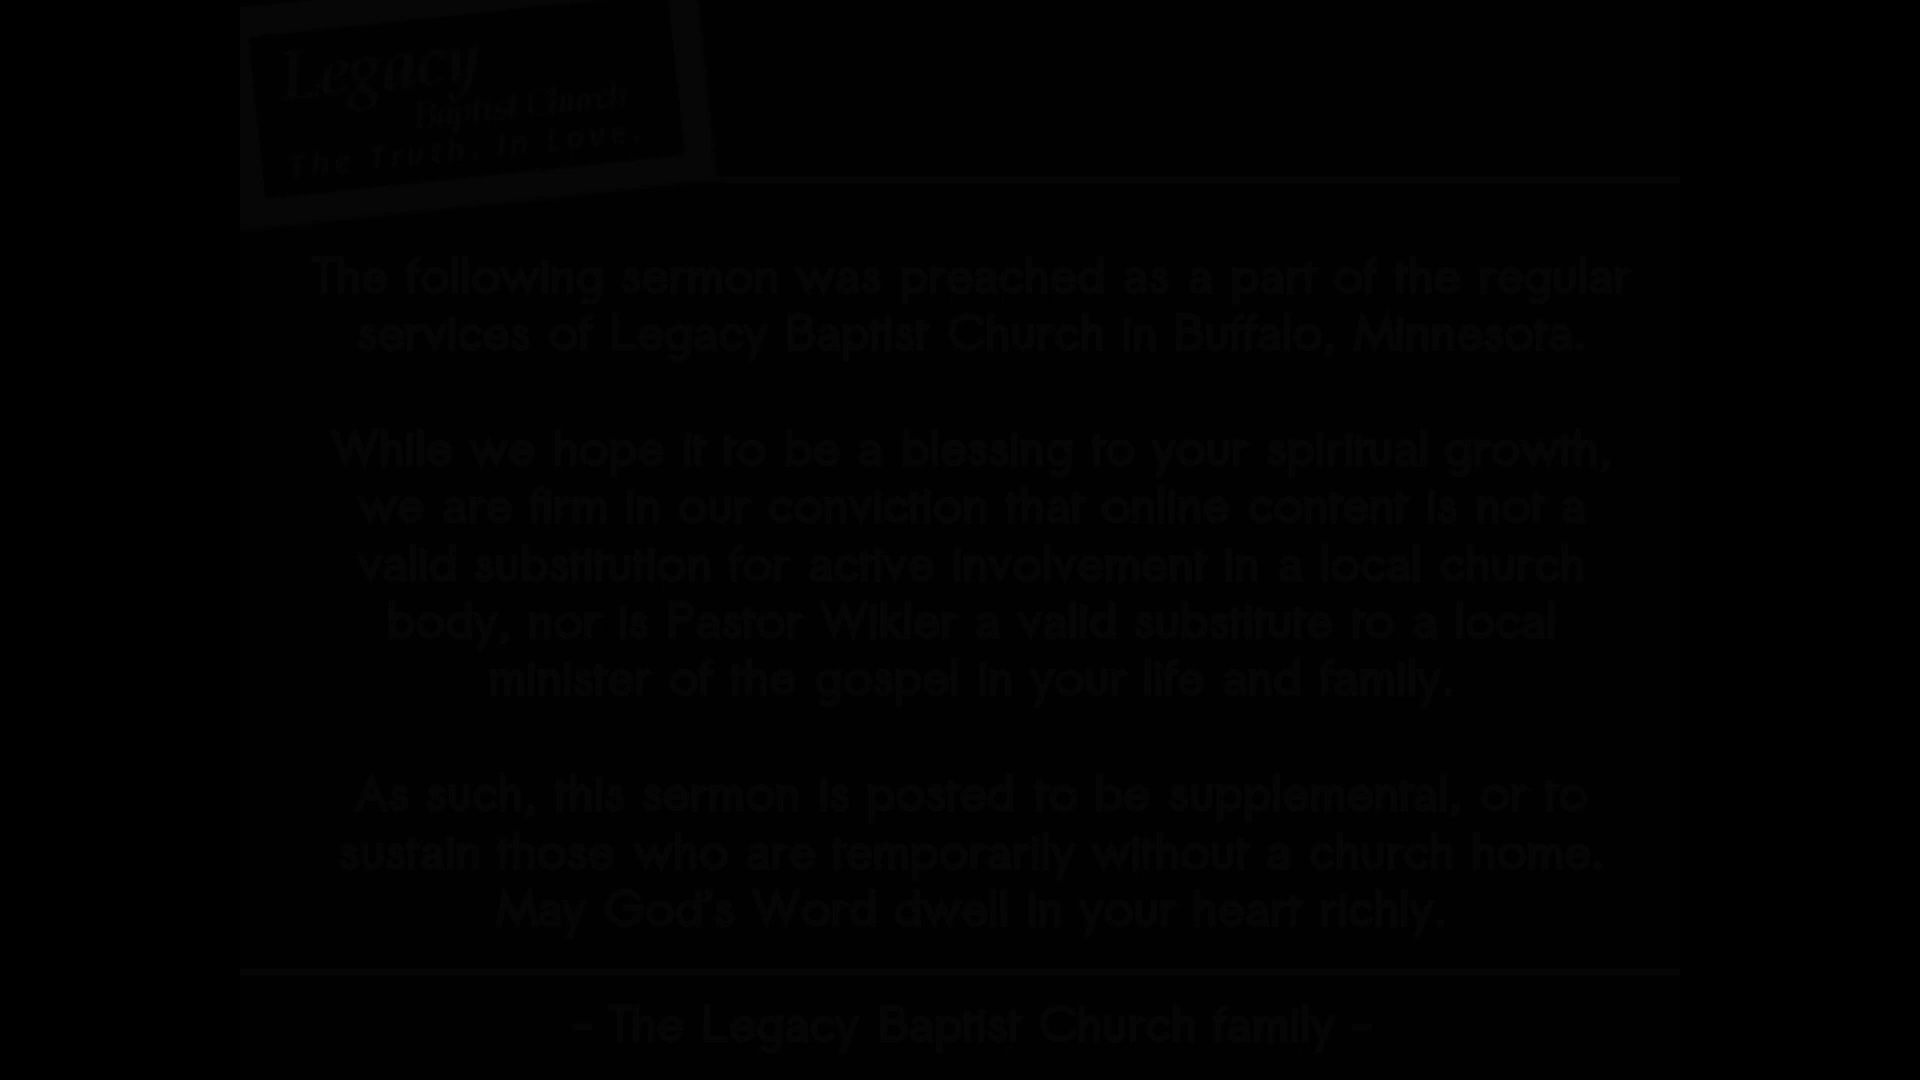 Legacy
Baptist Church
The Truth. In Love.
The following sermon was preached as a part of the regular
services of Legacy Baptist Church in Buffalo, Minnesota.
While we hope it to be a blessing to your spiritual growth,
we are firm in our conviction that online content is not a
valid substitution for active involvement in a local church
body, nor is Pastor Wikler a valid substitute to a local
minister of the gospel in your life and family.
As such, this sermon is posted to be supplemental, or to
sustain those who are temporarily without a church home.
May God's Word dwell in your heart richly.
- The Legacy Baptist Church family -